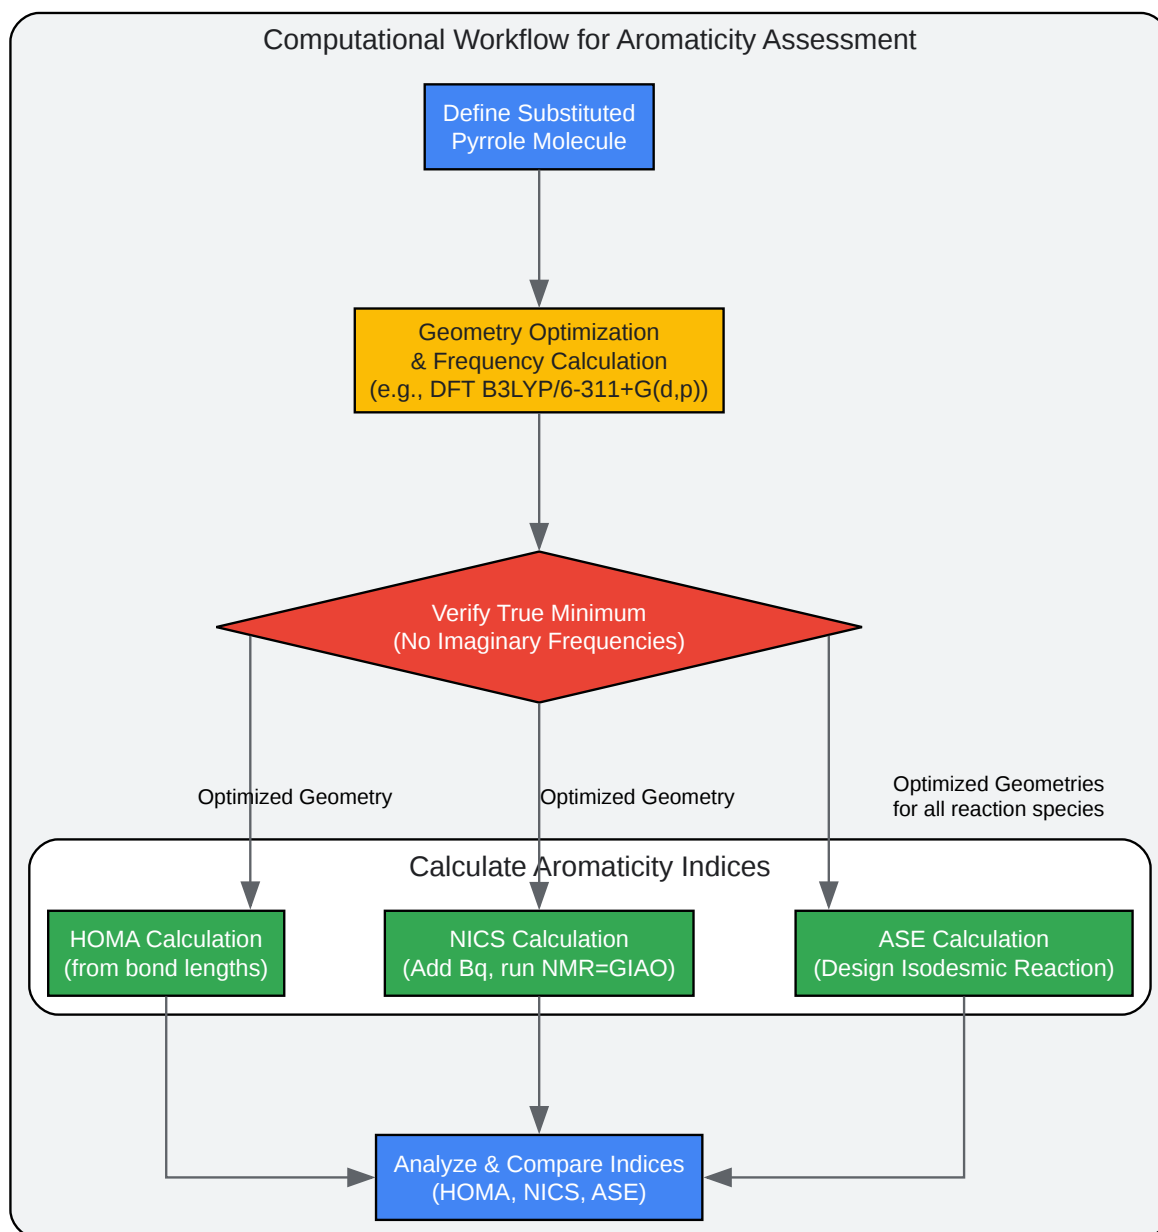 Computational Workflow for Aromaticity Assessment
Define Substituted
Pyrrole Molecule
Geometry Optimization
& Frequency Calculation
(e.g., DFT B3LYP/6-311+G(d,p))
Verify True Minimum
(No Imaginary Frequencies)
Optimized Geometry
Optimized Geometry
Optimized Geometries
for all reaction species
Calculate Aromaticity Indices
HOMA Calculation
(from bond lengths)
NICS Calculation
(Add Bq, run NMR=GIAO)
ASE Calculation
(Design Isodesmic Reaction)
Analyze & Compare Indices
(HOMA, NICS, ASE)